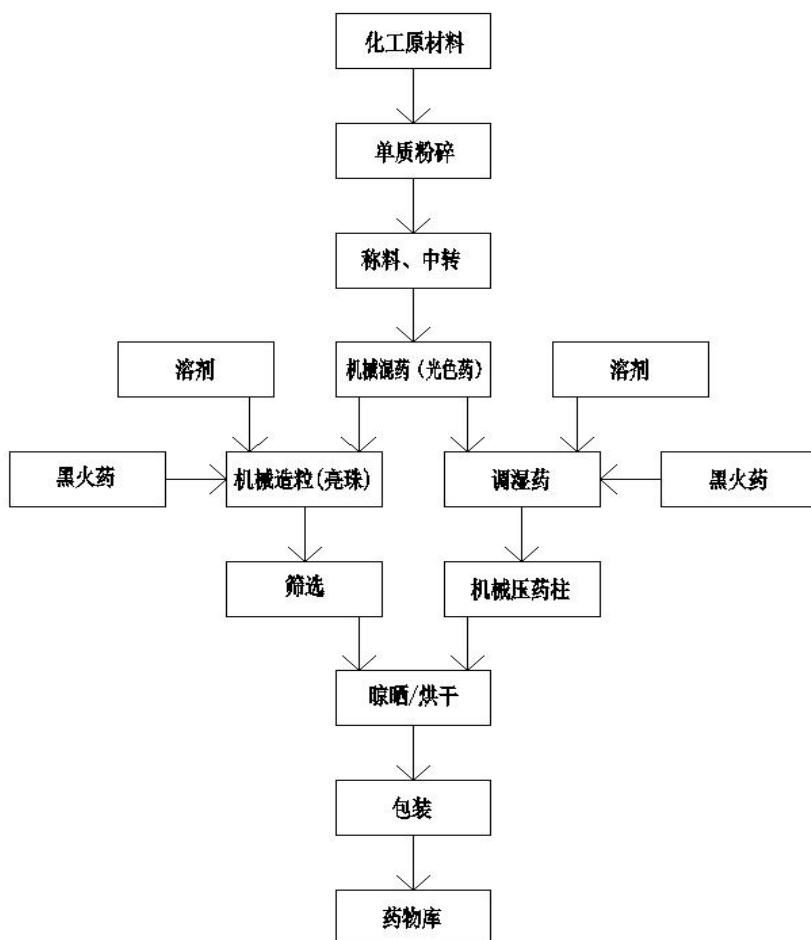 化工原材料
单质粉碎
称料、中转
溶剂
机械混药(光色药)
溶剂
黑火药
机械造粒(亮珠)
调湿药
黑火药
筛选
机械压药柱
晾晒/烘干
包装
药物库